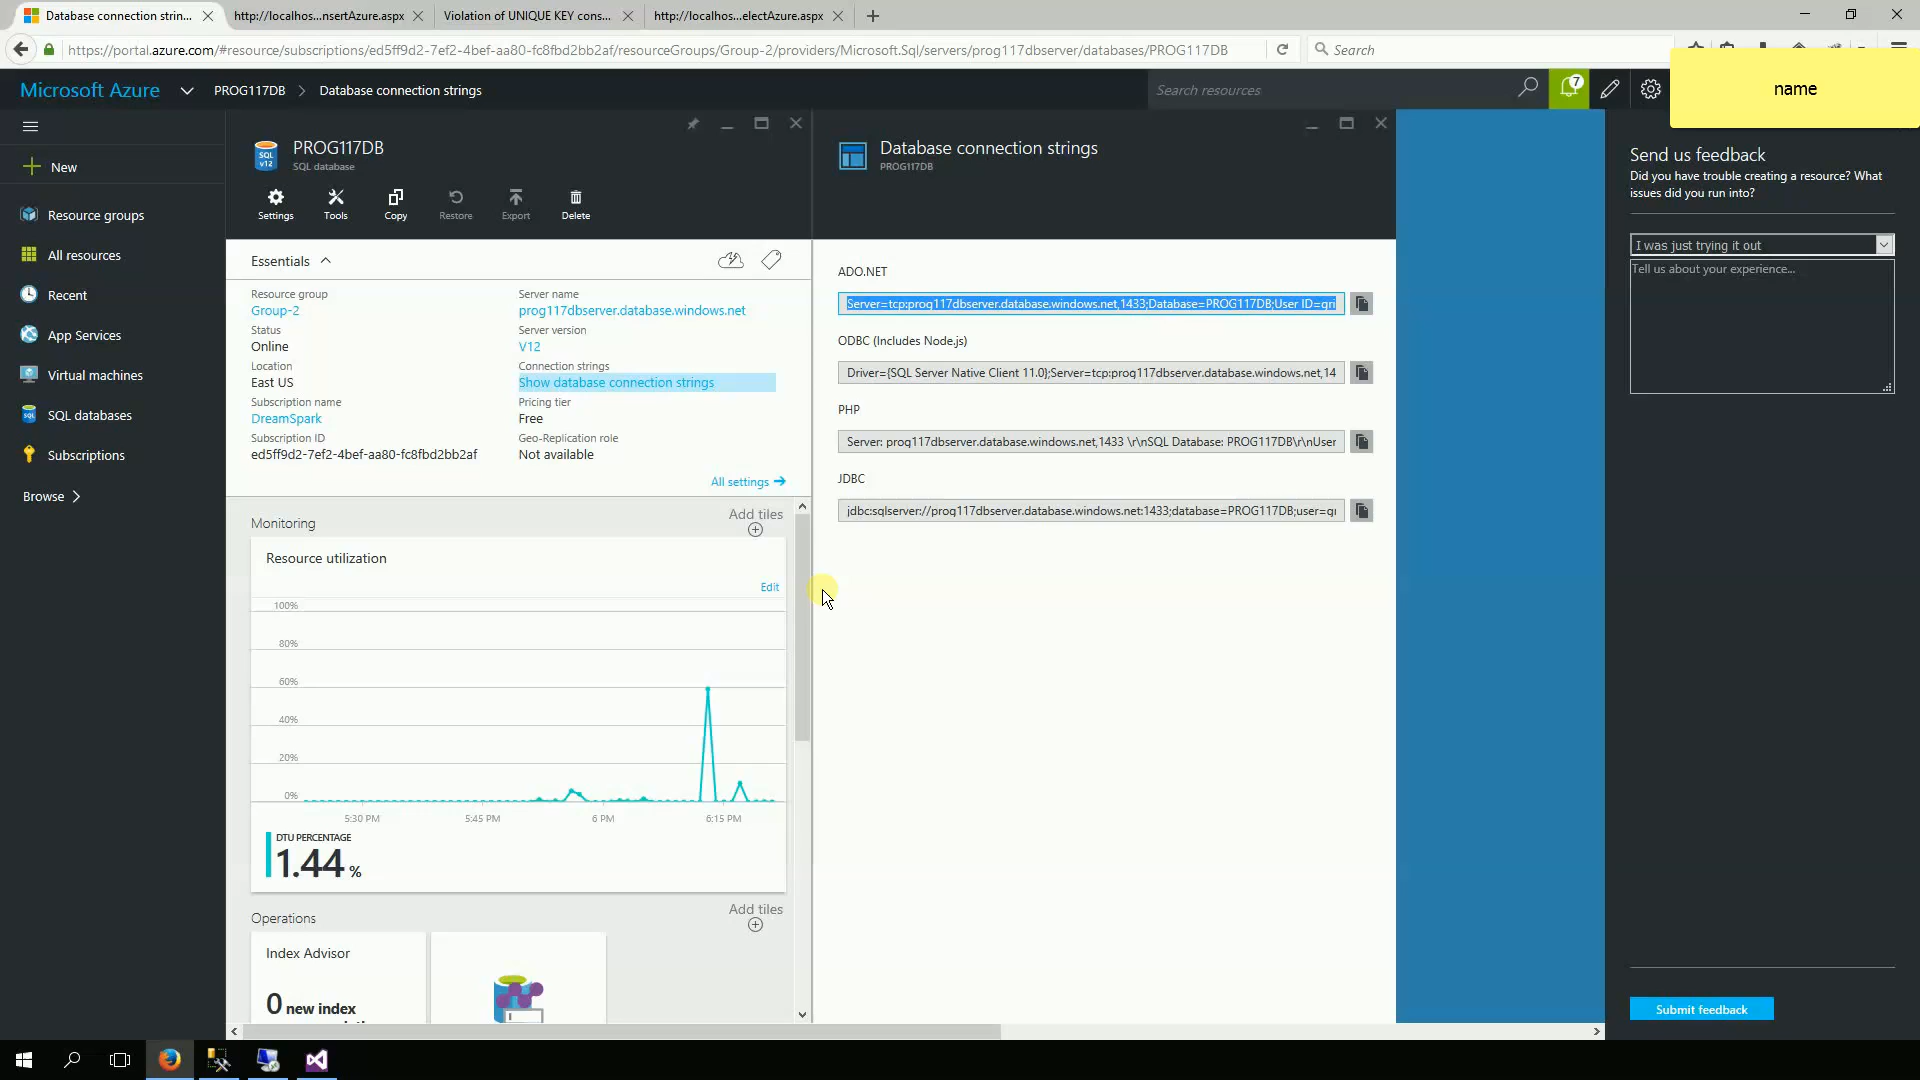 Database connection strin...
http://localhos...nsertAzure.aspx
Violation of UNIQUE KEY cons...
http://localhos...electAzure.aspx
https://portal.azure.com/#resource/subscriptions/ed5ff9d2-7ef2-4bef-aa80-fc8fbd2bb2af/resourceGroups/Group-2/providers/Microsoft.Sql/servers/prog117dbserver/databases/PROG117DB
Search
Microsoft Azure
PROG117DB
Database connection strings
Search resources
7
name
New
Resource groups
All resources
Recent
App Services
Virtual machines
SQL databases
Subscriptions
Browse
SQL
v12
PROG117DB
SQL database
Settings
Tools
Copy
Restore
Export
Delete
Essentials
Resource group
Group-2
Status
Online
Location
East US
Subscription name
DreamSpark
Subscription ID
ed5ff9d2-7ef2-4bef-aa80-fc8fbd2bb2af
Server name
prog117dbserver.database.windows.net
Server version
V12
Connection strings
Show database connection strings
Pricing tier
Free
Geo-Replication role
Not available
All settings
Monitoring
Add tiles
Resource utilization
Edit
100%
80%
60%
40%
20%
0%
5:30 PM
5:45 PM
6 PM
6:15 PM
DTU PERCENTAGE
1.44 %
Operations
Add tiles
Index Advisor
0 new index
Database connection strings
PROG117DB
ADO.NET
Server=tcp:prog117dbserver.database.windows.net,1433;Database=PROG117DB;User ID=gri
ODBC (Includes Node.js)
Driver={SQL Server Native Client 11.0};Server=tcp:prog117dbserver.database.windows.net,14
PHP
Server: prog117dbserver.database.windows.net,1433 \r\nSQL Database: PROG117DB\r\nUser
JDBC
jdbc:sqlserver://prog117dbserver.database.windows.net:1433;database=PROG117DB;user=gr
Send us feedback
Did you have trouble creating a resource? What
issues did you run into?
I was just trying it out
Tell us about your experience...
Submit feedback